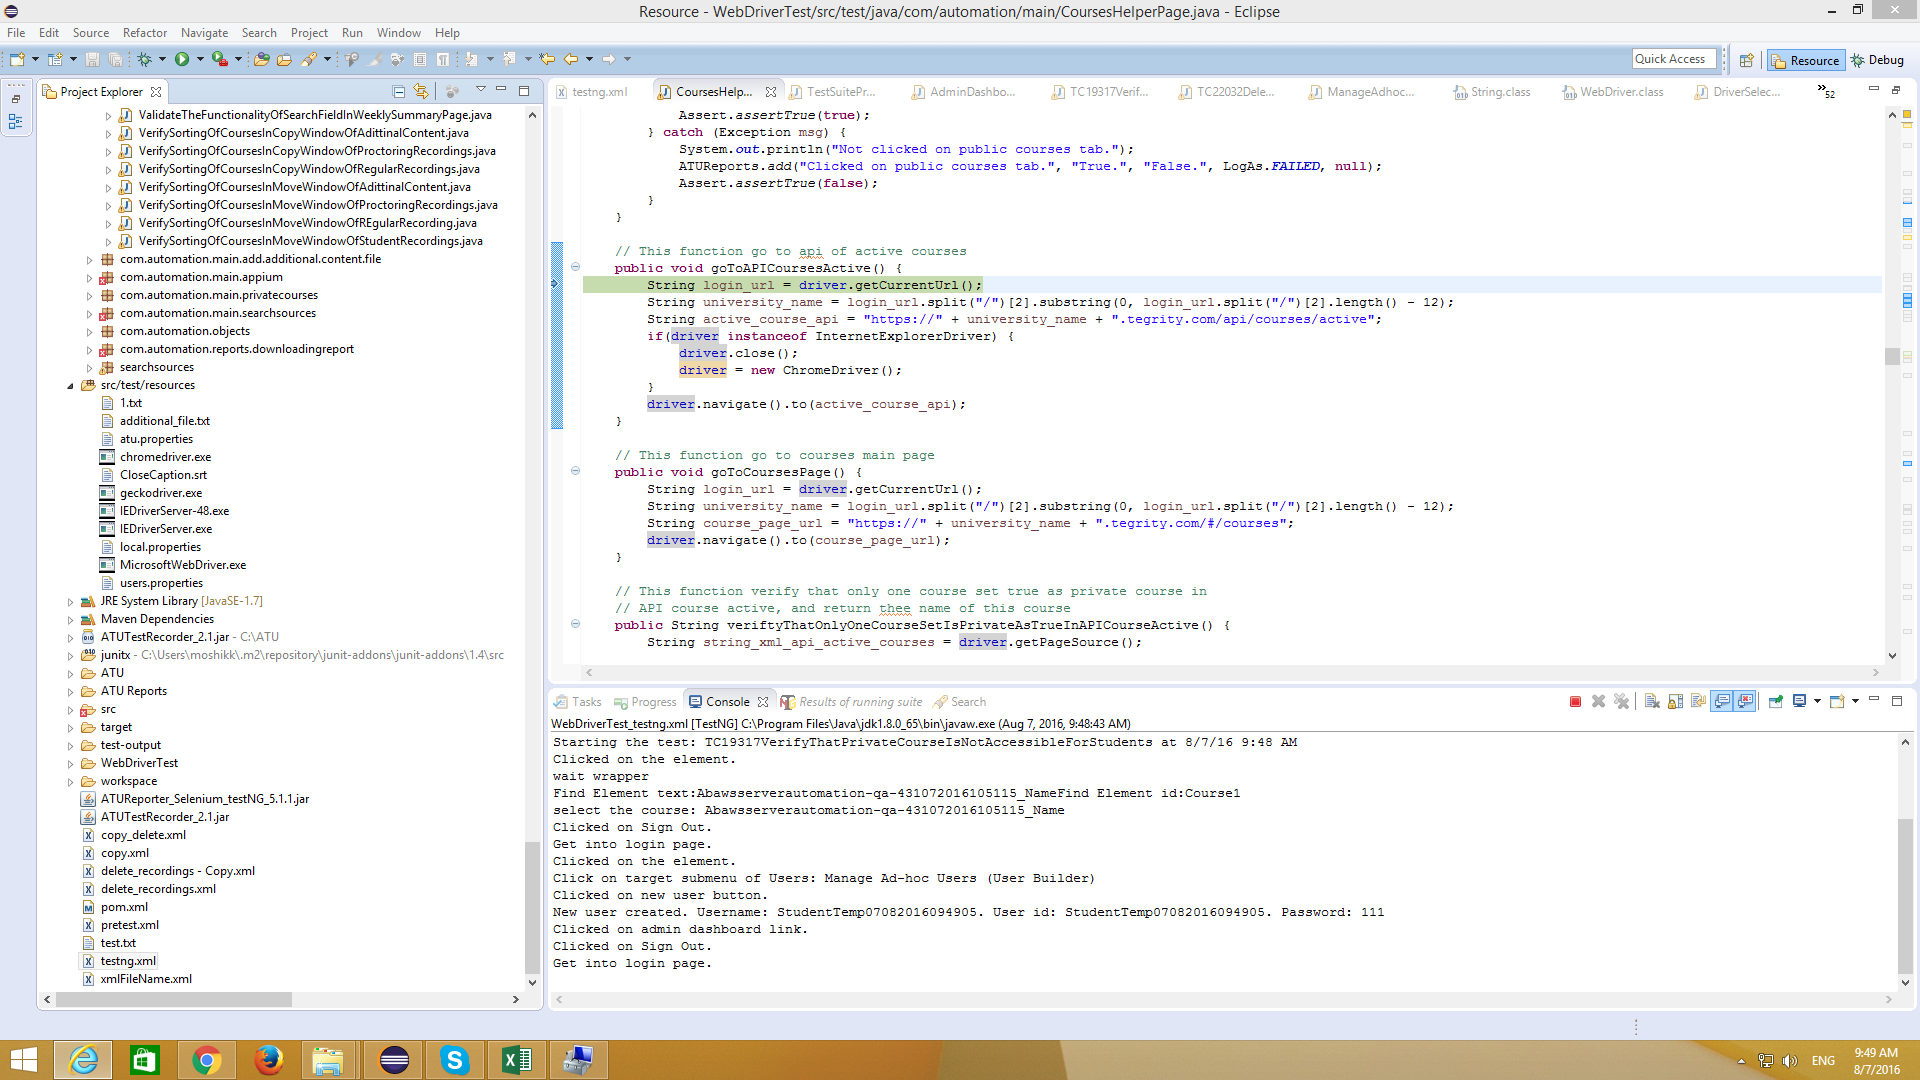 Resource - WebDriverTest/src/test/java/com/automation/main/CoursesHelperPage.java - Eclipse
File Edit Source Refactor Navigate Search Project Run Window Help
Quick Access
Resource
Debug
Project Explorer
ValidateTheFunctionalityOfSearchFieldInWeeklySummaryPage.java
VerifySortingOfCoursesInCopyWindowOfAdittinalContent.java
VerifySortingOfCoursesInCopyWindowOfProctoringRecordings.java
VerifySortingOfCoursesInCopyWindowOfRegularRecordings.java
VerifySortingOfCoursesInMoveWindowOfAdittinalContent.java
VerifySortingOfCoursesInMoveWindowOfProctoringRecordings.java
VerifySortingOfCoursesInMoveWindowOfREgularRecording.java
VerifySortingOfCoursesInMoveWindowOfStudentRecordings.java
com.automation.main.add.additional.content.file
com.automation.main.appium
com.automation.main.privatecourses
com.automation.main.searchsources
com.automation.objects
com.automation.reports.downloadingreport
searchsources
src/test/resources
1.txt
additional_file.txt
atu.properties
chromedriver.exe
CloseCaption.srt
geckodriver.exe
IEDriverServer-48.exe
IEDriverServer.exe
local.properties
MicrosoftWebDriver.exe
users.properties
JRE System Library [JavaSE-1.7]
Maven Dependencies
ATUTestRecorder_2.1.jar - C:\ATU
junitx - C:\Users\moshikk\.m2\repository\junit-addons\junit-addons\1.4\src
ATU
ATU Reports
src
target
test-output
WebDriverTest
workspace
ATUReporter_Selenium_testNG_5.1.1.jar
ATUTestRecorder_2.1.jar
copy_delete.xml
copy.xml
delete_recordings - Copy.xml
delete_recordings.xml
pom.xml
pretest.xml
test.txt
testng.xml
xmlFileName.xml
testng.xml CoursesHelp... TestSuitePr... AdminDashbo... TC19317Verif... TC22032Dele... ManageAdhoc... String.class WebDriver.class DriverSelec... »52
Assert.assertTrue(true);
} catch (Exception msg) {
System.out.println("Not clicked on public courses tab.");
ATUReports.add("Clicked on public courses tab.", "True.", "False.", LogAs.FAILED, null);
Assert.assertTrue(false);
}
}
// This function go to api of active courses
public void goToAPICoursesActive() {
String login_url = driver.getCurrentUrl();
String university_name = login_url.split("/")[2].substring(0, login_url.split("/")[2].length() - 12);
String active_course_api = "https://" + university_name + ".tegrity.com/api/courses/active";
if(driver instanceof InternetExplorerDriver) {
driver.close();
driver = new ChromeDriver();
}
driver.navigate().to(active_course_api);
}
// This function go to courses main page
public void goToCoursesPage() {
String login_url = driver.getCurrentUrl();
String university_name = login_url.split("/")[2].substring(0, login_url.split("/")[2].length() - 12);
String course_page_url = "https://" + university_name + ".tegrity.com/#/courses";
driver.navigate().to(course_page_url);
}
// This function verify that only one course set true as private course in
// API course active, and return thee name of this course
public String veriftyThatOnlyOneCourseSetIsPrivateAsTrueInAPICourseActive() {
String string_xml_api_active_courses = driver.getPageSource();
Tasks Progress Console Results of running suite Search
WebDriverTest_testng.xml [TestNG] C:\Program Files\Java\jdk1.8.0_65\bin\javaw.exe (Aug 7, 2016, 9:48:43 AM)
Starting the test: TC19317VerifyThatPrivateCourseIsNotAccessibleForStudents at 8/7/16 9:48 AM
Clicked on the element.
wait wrapper
Find Element text:Abawsserverautomation-qa-431072016105115_NameFind Element id:Course1
select the course: Abawsserverautomation-qa-431072016105115_Name
Clicked on Sign Out.
Get into login page.
Clicked on the element.
Click on target submenu of Users: Manage Ad-hoc Users (User Builder)
Clicked on new user button.
New user created. Username: StudentTemp07082016094905. User id: StudentTemp07082016094905. Password: 111
Clicked on admin dashboard link.
Clicked on Sign Out.
Get into login page.
ENG
9:49 AM
8/7/2016